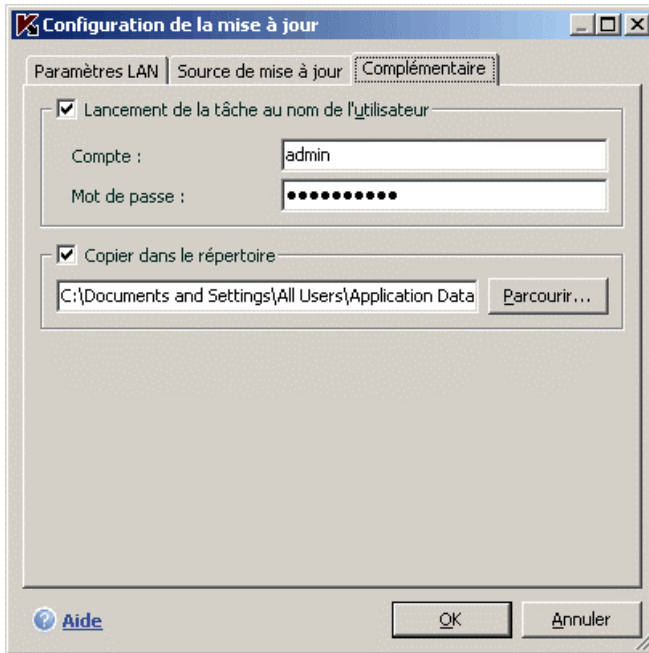 Configuration de la mise à jour
Paramètres LAN
Source de mise à jour
Complémentaire
Lancement de la tâche au nom de l'utilisateur
Compte :
admin
Mot de passe :
●●●●●●●●●●
Copier dans le répertoire
C:\Documents and Settings\All Users\Application Data
Parcourir...
Aide
OK
Annuler